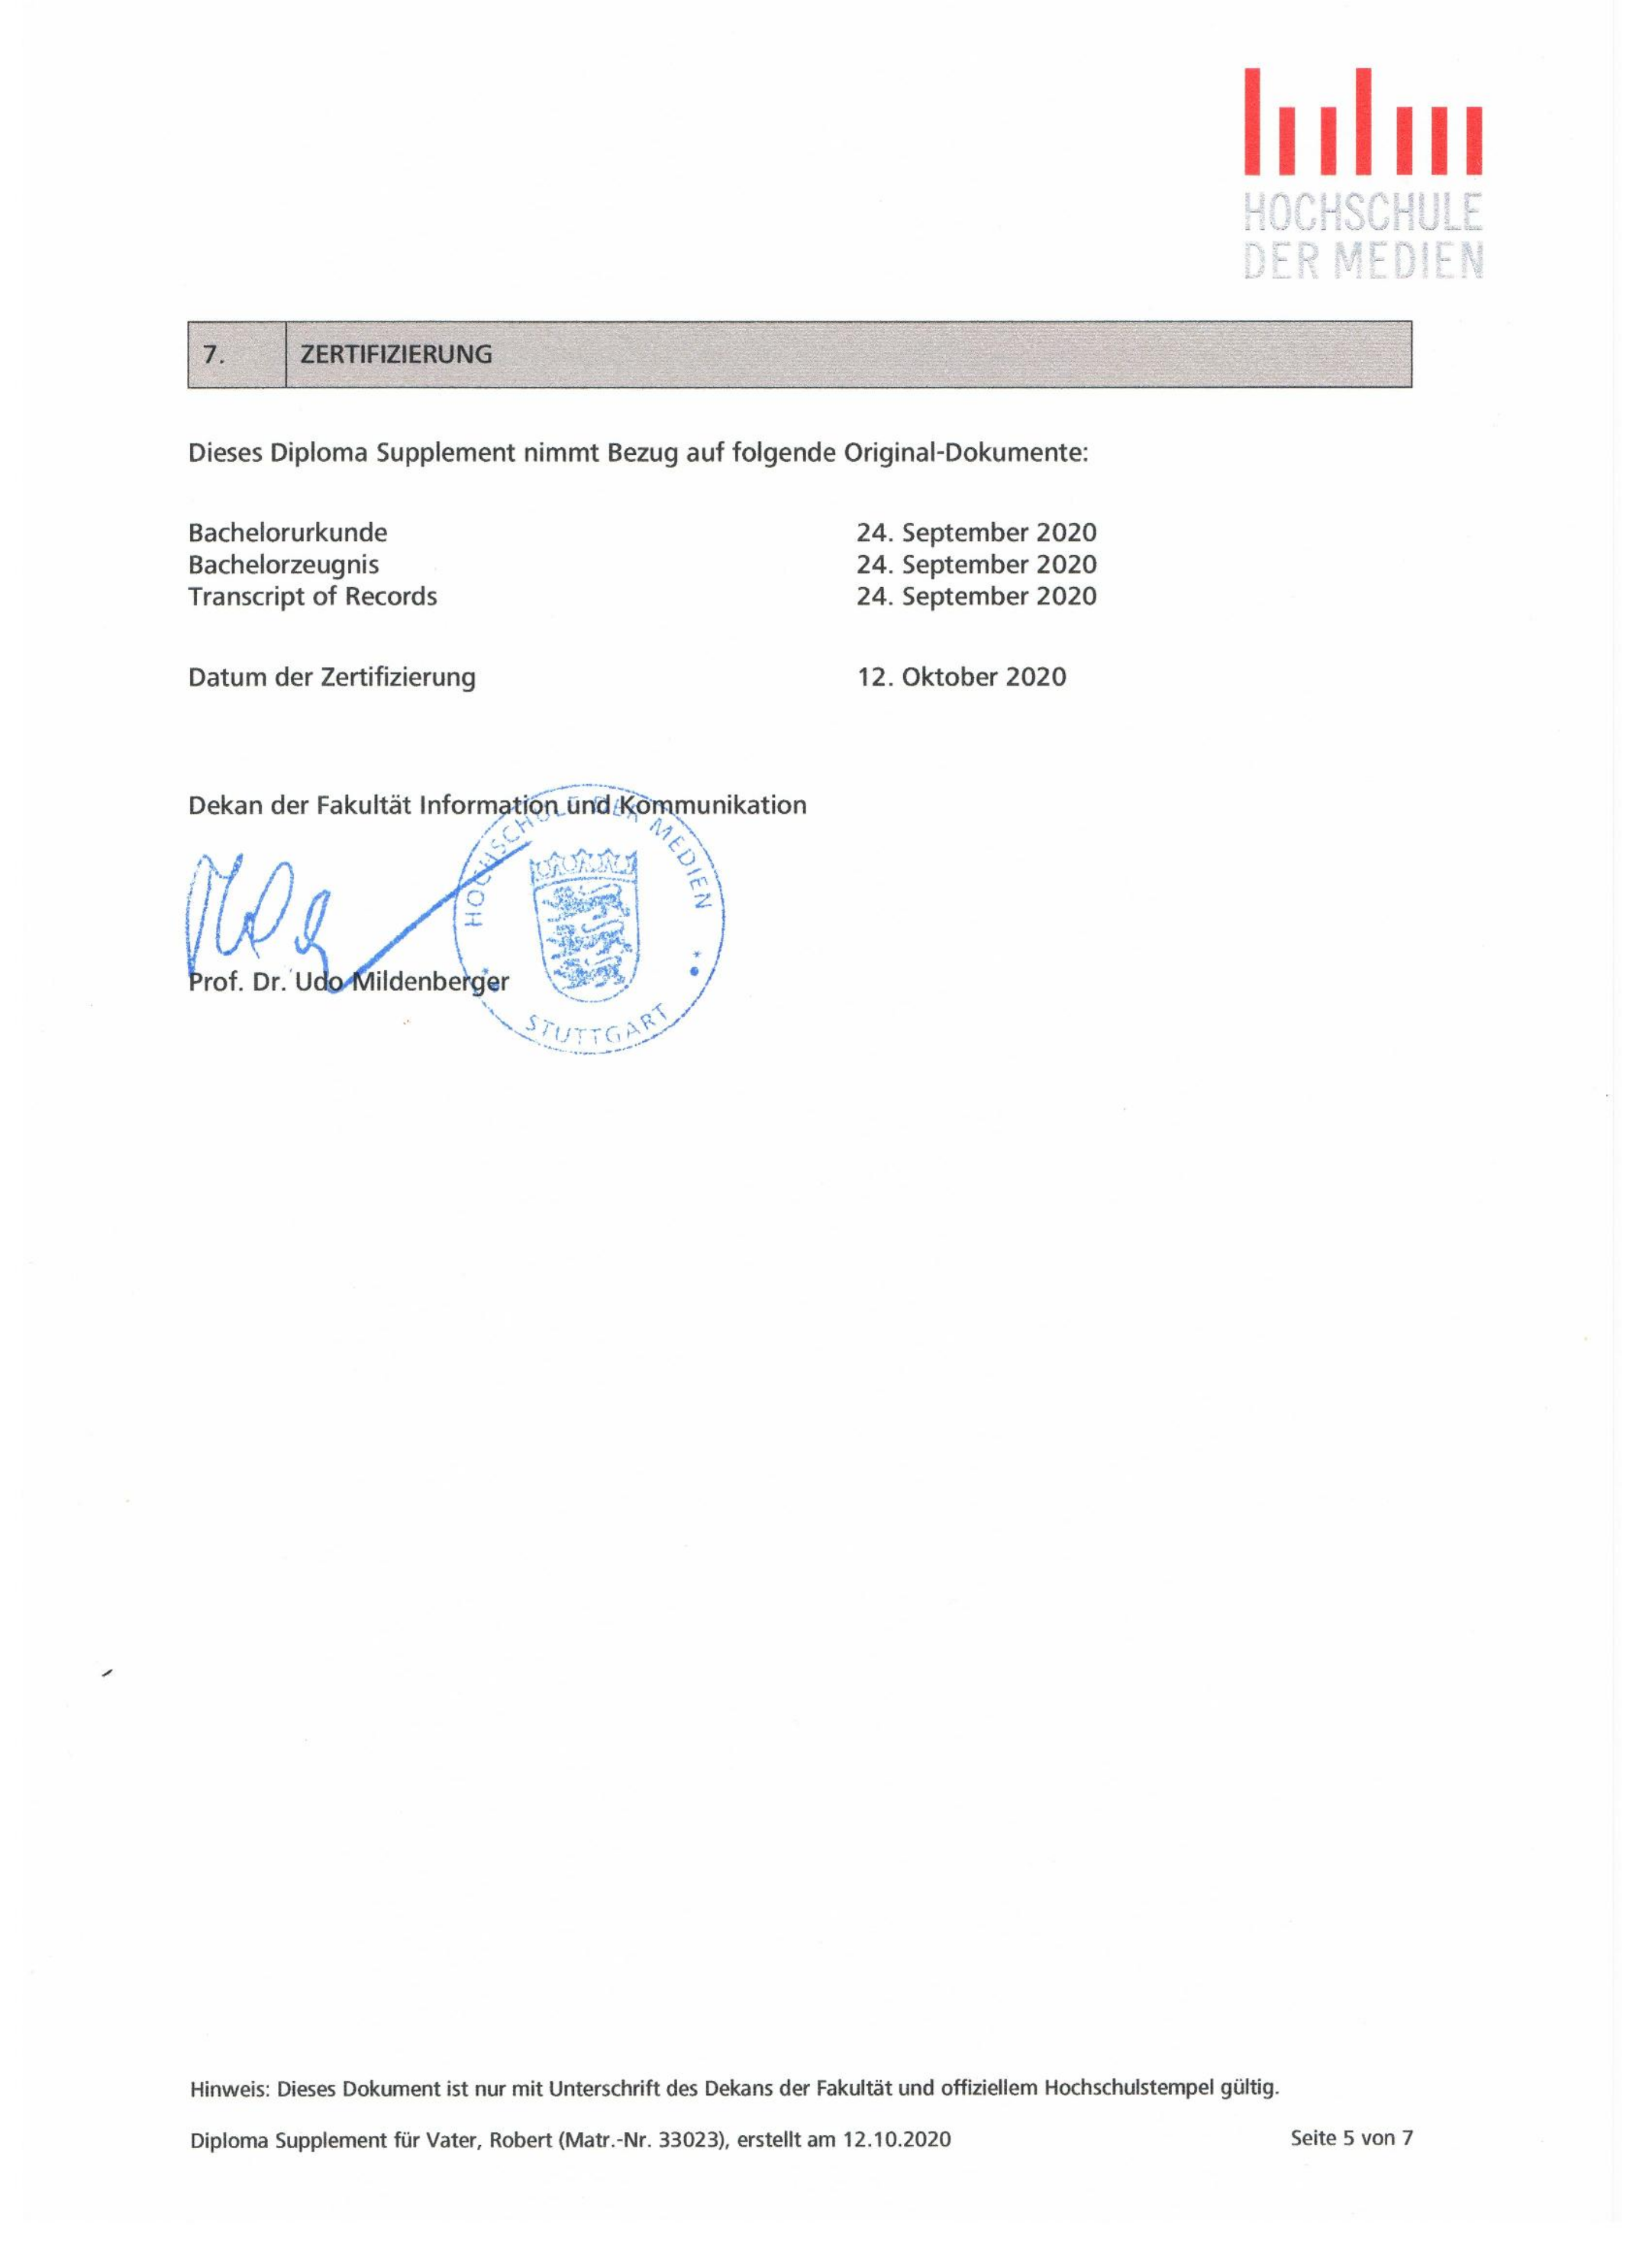 HOCHSCHULE
DER MEDIEN
7. ZERTIFIZIERUNG
Dieses Diploma Supplement nimmt Bezug auf folgende Original-Dokumente:
Bachelorurkunde 24. September 2020
Bachelorzeugnis 24. September 2020
Transcript of Records 24. September 2020
Datum der Zertifizierung 12. Oktober 2020
Dekan der Fakultät Information und Kommunikation
HOCHSCHULE DER MEDIEN
Prof. Dr. Udo Mildenberger
STUTTGART
Hinweis: Dieses Dokument ist nur mit Unterschrift des Dekans der Fakultät und offiziellem Hochschulstempel gültig.
Diploma Supplement für Vater, Robert (Matr.-Nr. 33023), erstellt am 12.10.2020 Seite 5 von 7